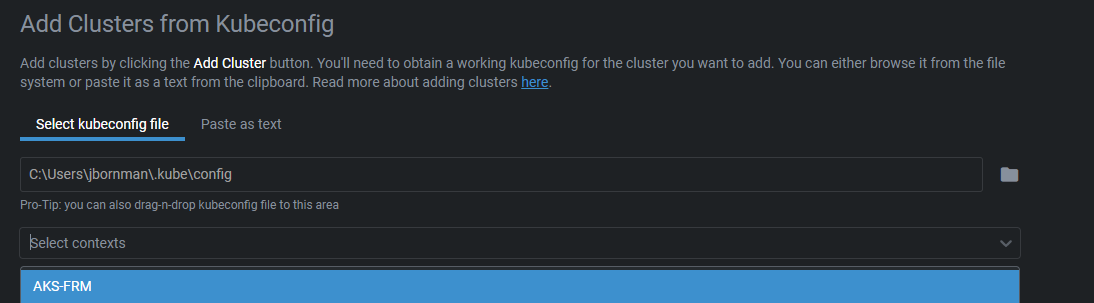 Add Clusters from Kubeconfig
Add clusters by clicking the Add Cluster button. You'll need to obtain a working kubeconfig for the cluster you want to add. You can either browse it from the file
system or paste it as a text from the clipboard. Read more about adding clusters here.
Select kubeconfig file Paste as text
C:\Users\jbornman\.kube\config
Pro-Tip: you can also drag-n-drop kubeconfig file to this area
Select contexts
AKS-FRM